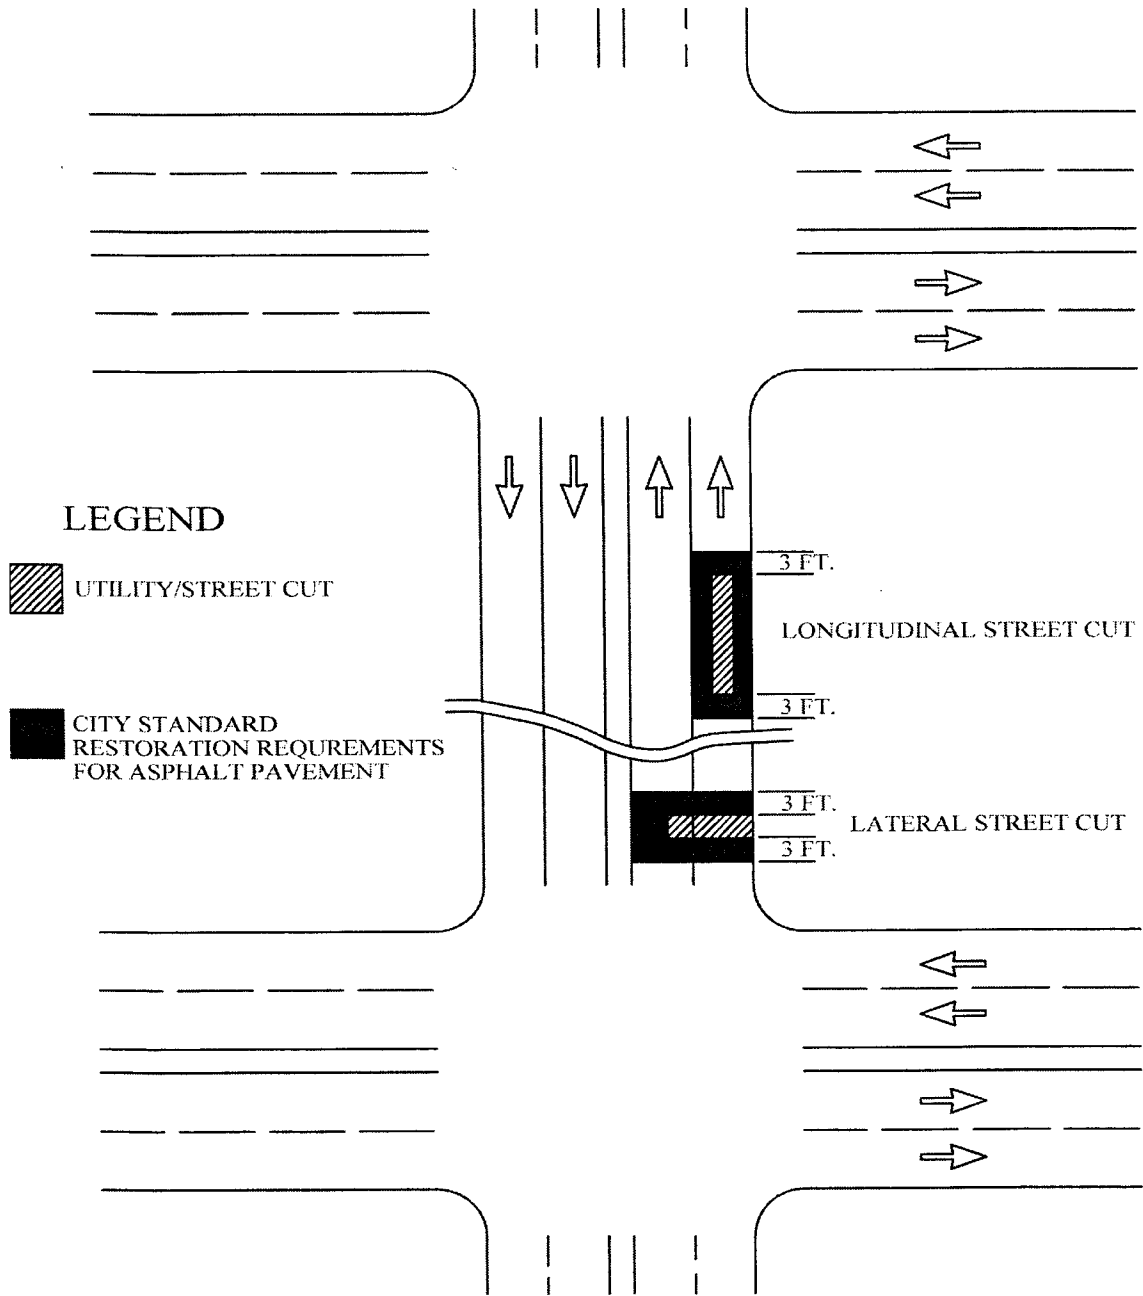 LEGEND
UTILITY/STREET CUT
CITY STANDARD
RESTORATION REQUREMENTS
FOR ASPHALT PAVEMENT
3 FT.
LONGITUDINAL STREET CUT
3 FT.
3 FT.
LATERAL STREET CUT
3 FT.